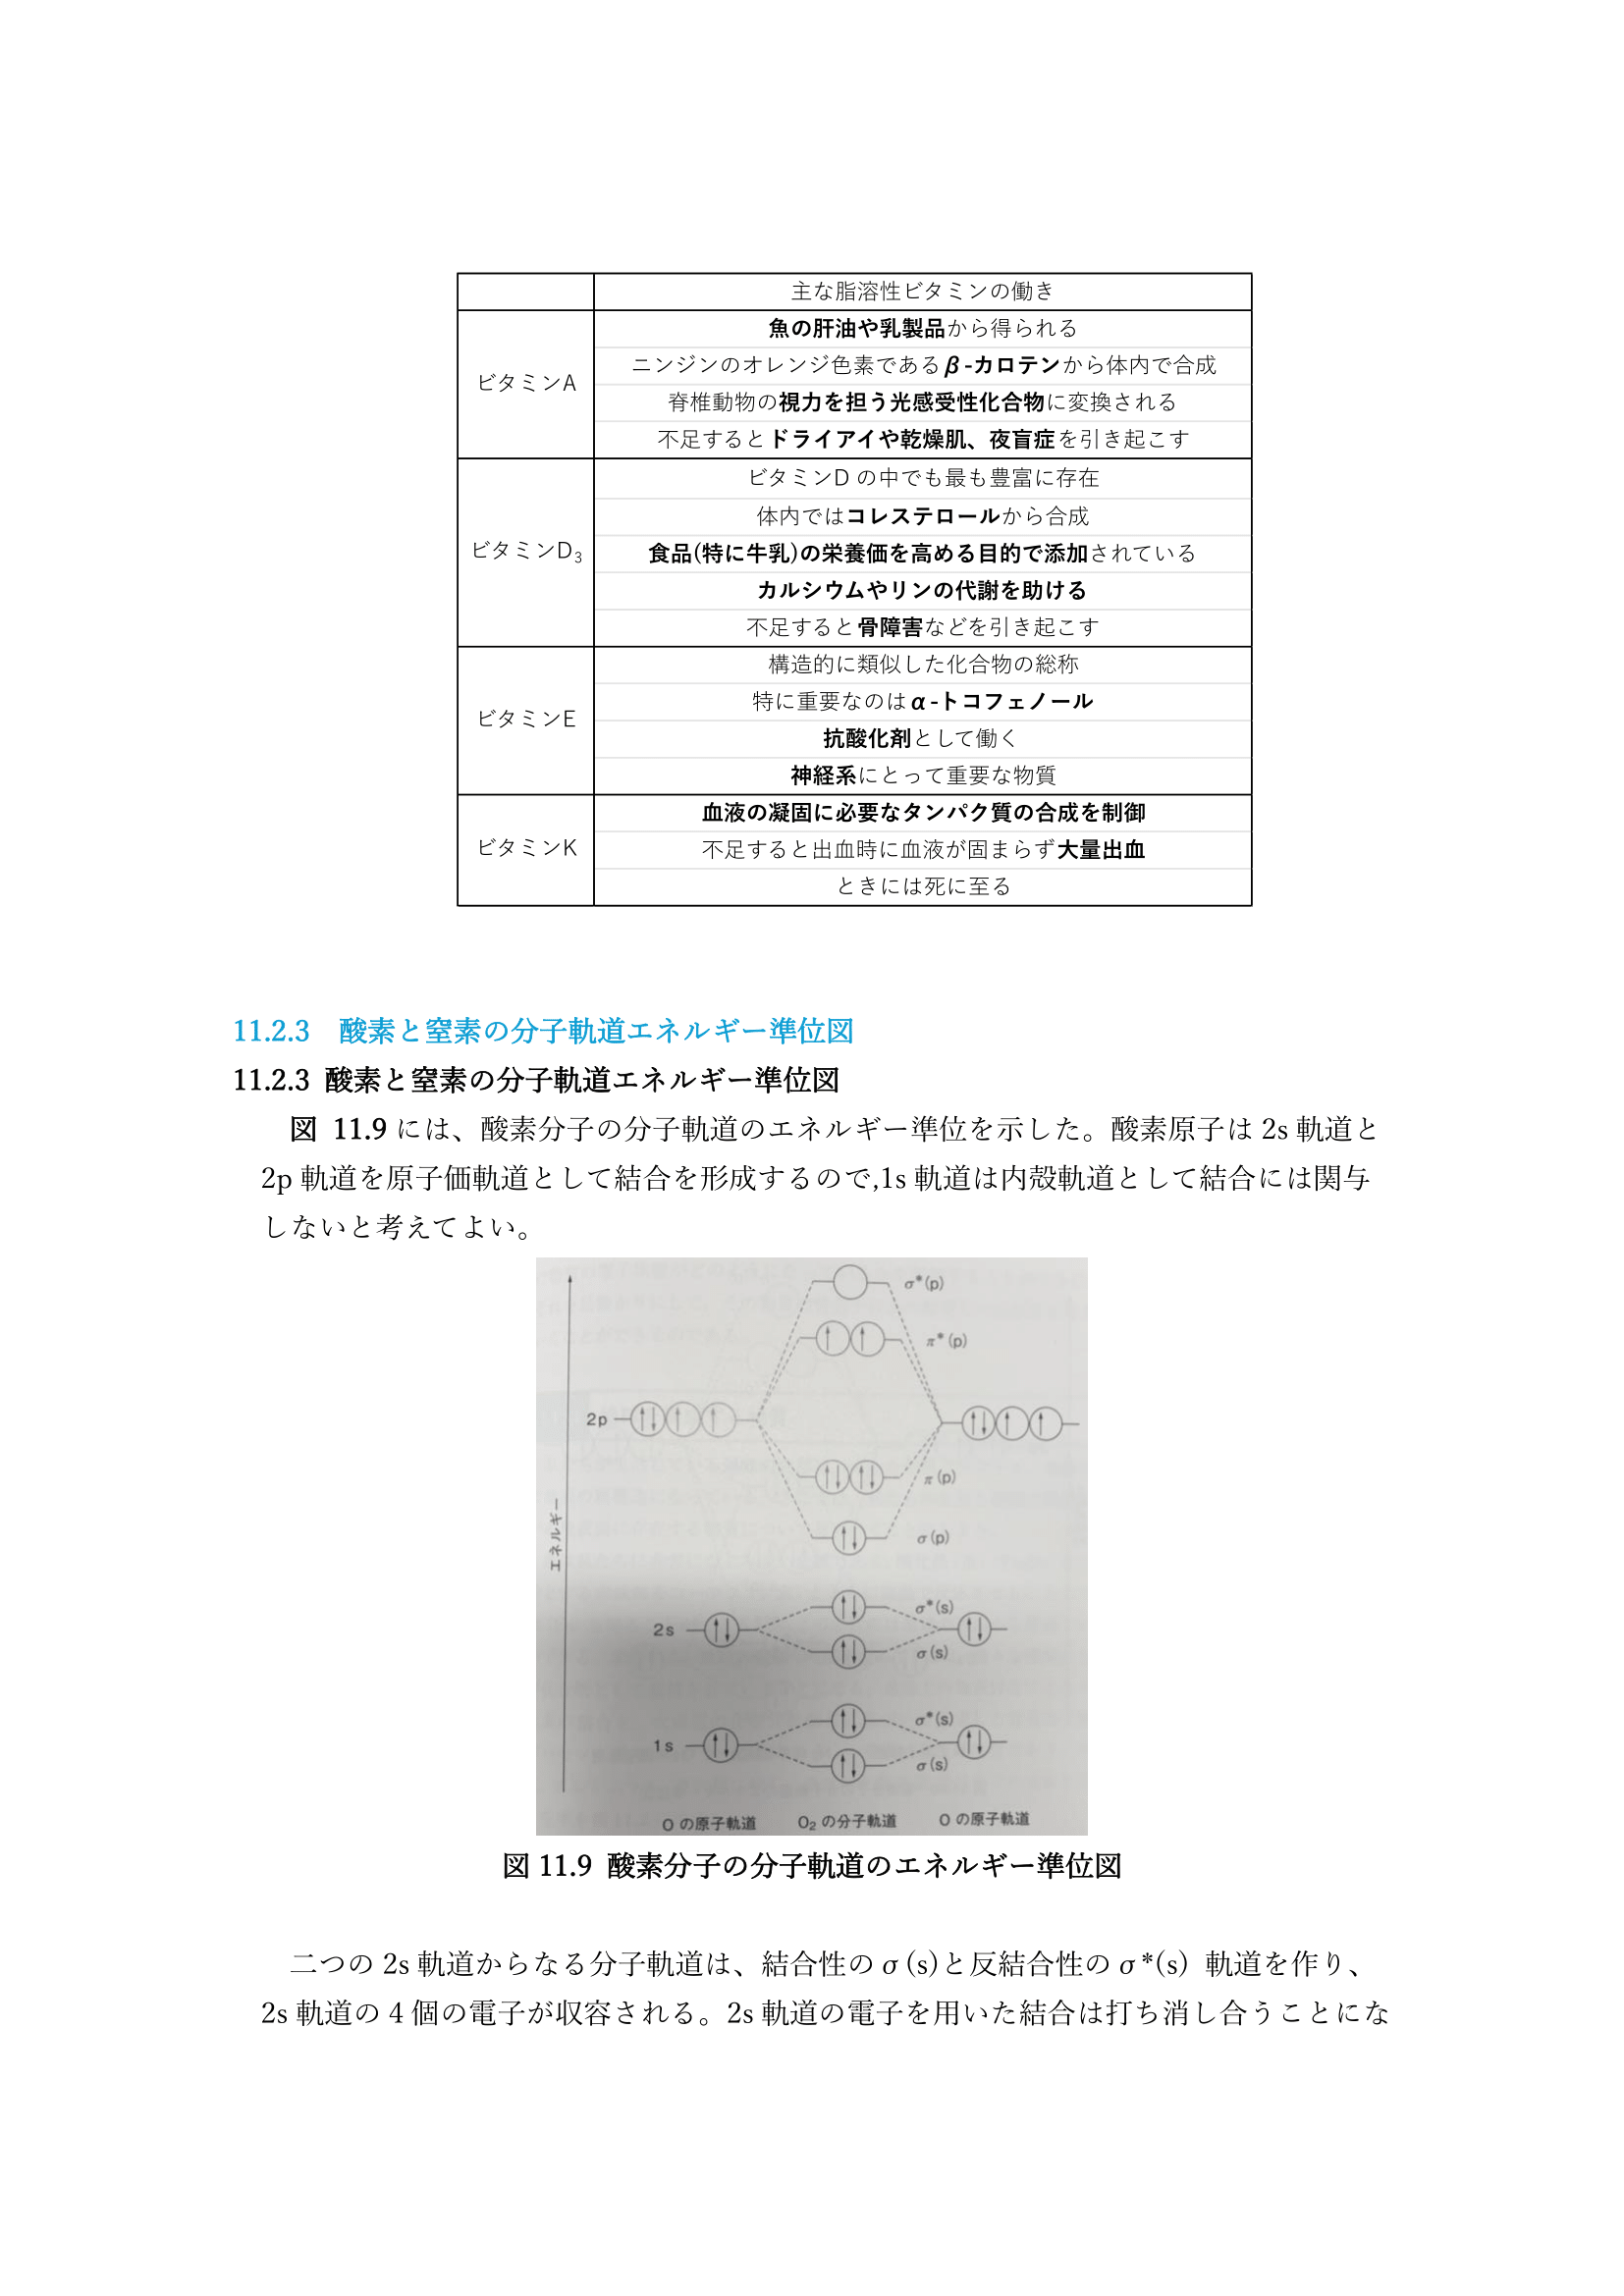 主な脂溶性ビタミンの働き
ビタミンA
魚の肝油や乳製品から得られる
ニンジンのオレンジ色素であるβ-カロテンから体内で合成
脊椎動物の視力を担う光感受性化合物に変換される
不足するとドライアイや乾燥肌、夜盲症を引き起こす
ビタミンD₃
ビタミンD の中でも最も豊富に存在
体内ではコレステロールから合成
食品(特に牛乳)の栄養価を高める目的で添加されている
カルシウムやリンの代謝を助ける
不足すると骨障害などを引き起こす
ビタミンE
構造的に類似した化合物の総称
特に重要なのはα-トコフェノール
抗酸化剤として働く
神経系にとって重要な物質
ビタミンK
血液の凝固に必要なタンパク質の合成を制御
不足すると出血時に血液が固まらず大量出血
ときには死に至る
11.2.3 酸素と窒素の分子軌道エネルギー準位図
11.2.3 酸素と窒素の分子軌道エネルギー準位図
図 11.9 には、酸素分子の分子軌道のエネルギー準位を示した。酸素原子は 2s 軌道と
2p 軌道を原子価軌道として結合を形成するので,1s 軌道は内殻軌道として結合には関与
しないと考えてよい。
σ*(p)
π*(p)
2p
π(p)
σ(p)
エネルギー
σ*(s)
2s
σ(s)
σ*(s)
1s
σ(s)
O の原子軌道 O₂ の分子軌道 O の原子軌道
図 11.9 酸素分子の分子軌道のエネルギー準位図
二つの 2s 軌道からなる分子軌道は、結合性の σ(s)と反結合性の σ*(s) 軌道を作り、
2s 軌道の 4 個の電子が収容される。2s 軌道の電子を用いた結合は打ち消し合うことにな